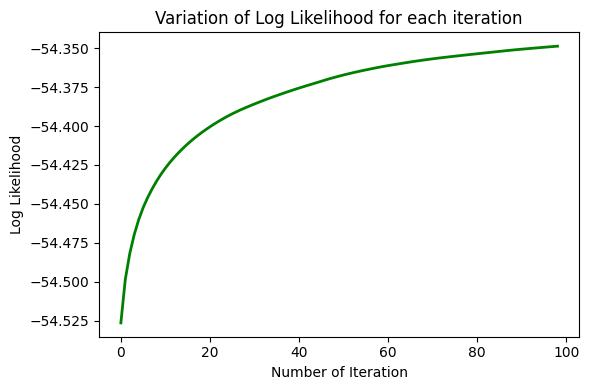 Variation of Log Likelihood for each iteration
−54.350
−54.375
−54.400
−54.425
−54.450
−54.475
−54.500
−54.525
Log Likelihood
0 20 40 60 80 100
Number of Iteration